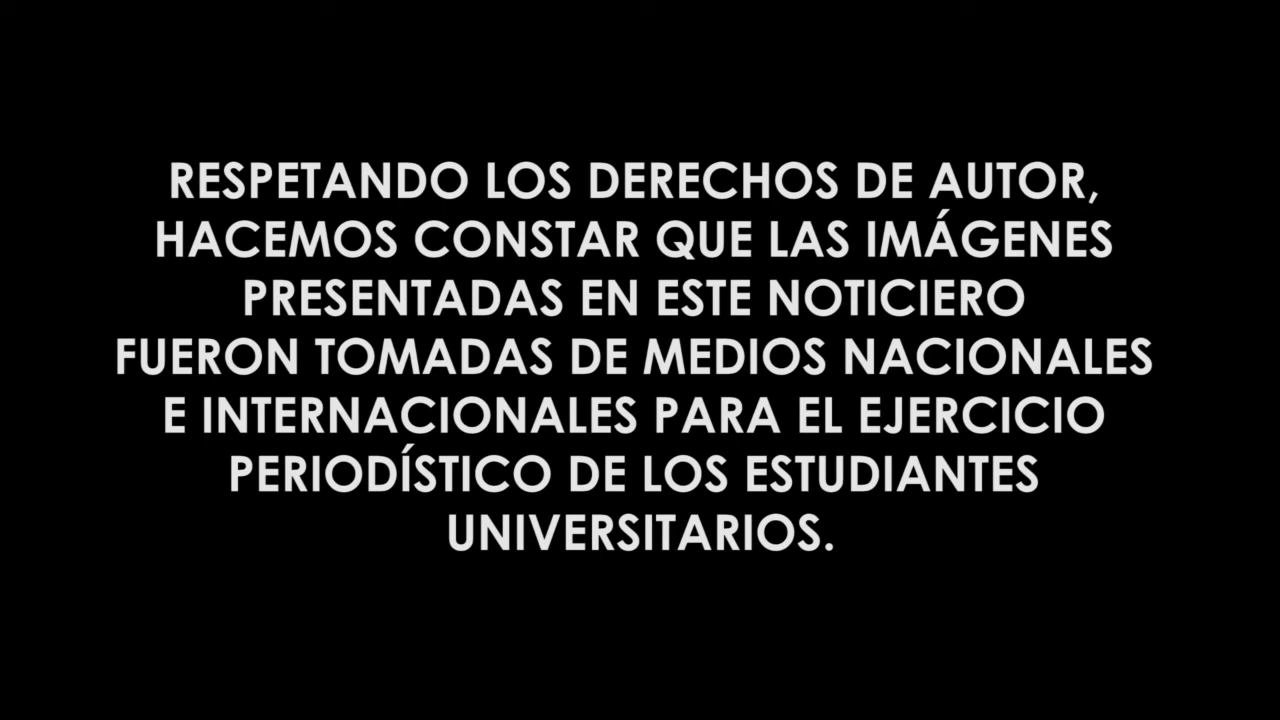 RESPETANDO LOS DERECHOS DE AUTOR,
HACEMOS CONSTAR QUE LAS IMÁGENES
PRESENTADAS EN ESTE NOTICIERO
FUERON TOMADAS DE MEDIOS NACIONALES
E INTERNACIONALES PARA EL EJERCICIO
PERIODÍSTICO DE LOS ESTUDIANTES
UNIVERSITARIOS.